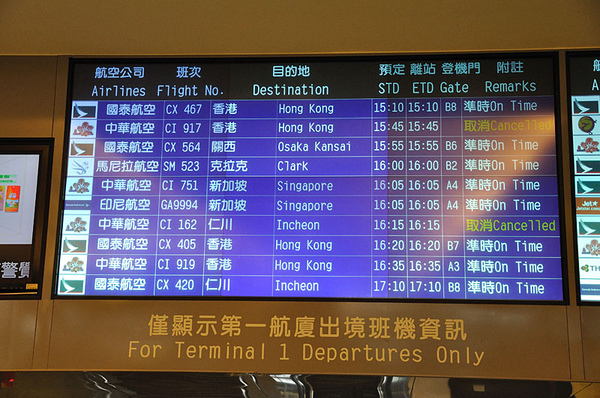 航空公司 班次 目的地 預定 離站 登機門 附註
Airlines Flight No. Destination STD ETD Gate Remarks
國泰航空 CX 467 香港 Hong Kong 15:10 15:10 B8 準時On Time
中華航空 CI 917 香港 Hong Kong 15:45 15:45 取消Cancelled
國泰航空 CX 564 關西 Osaka Kansai 15:55 15:55 B6 準時On Time
馬尼拉航空 SM 523 克拉克 Clark 16:00 16:00 B2 準時On Time
中華航空 CI 751 新加坡 Singapore 16:05 16:05 A4 準時On Time
印尼航空 GA9994 新加坡 Singapore 16:05 16:05 A4 準時On Time
中華航空 CI 162 仁川 Incheon 16:15 16:15 取消Cancelled
國泰航空 CX 405 香港 Hong Kong 16:20 16:20 B7 準時On Time
中華航空 CI 919 香港 Hong Kong 16:35 16:35 A3 準時On Time
國泰航空 CX 420 仁川 Incheon 17:10 17:10 B8 準時On Time
僅顯示第一航廈出境班機資訊
For Terminal 1 Departures Only
Jet
警質